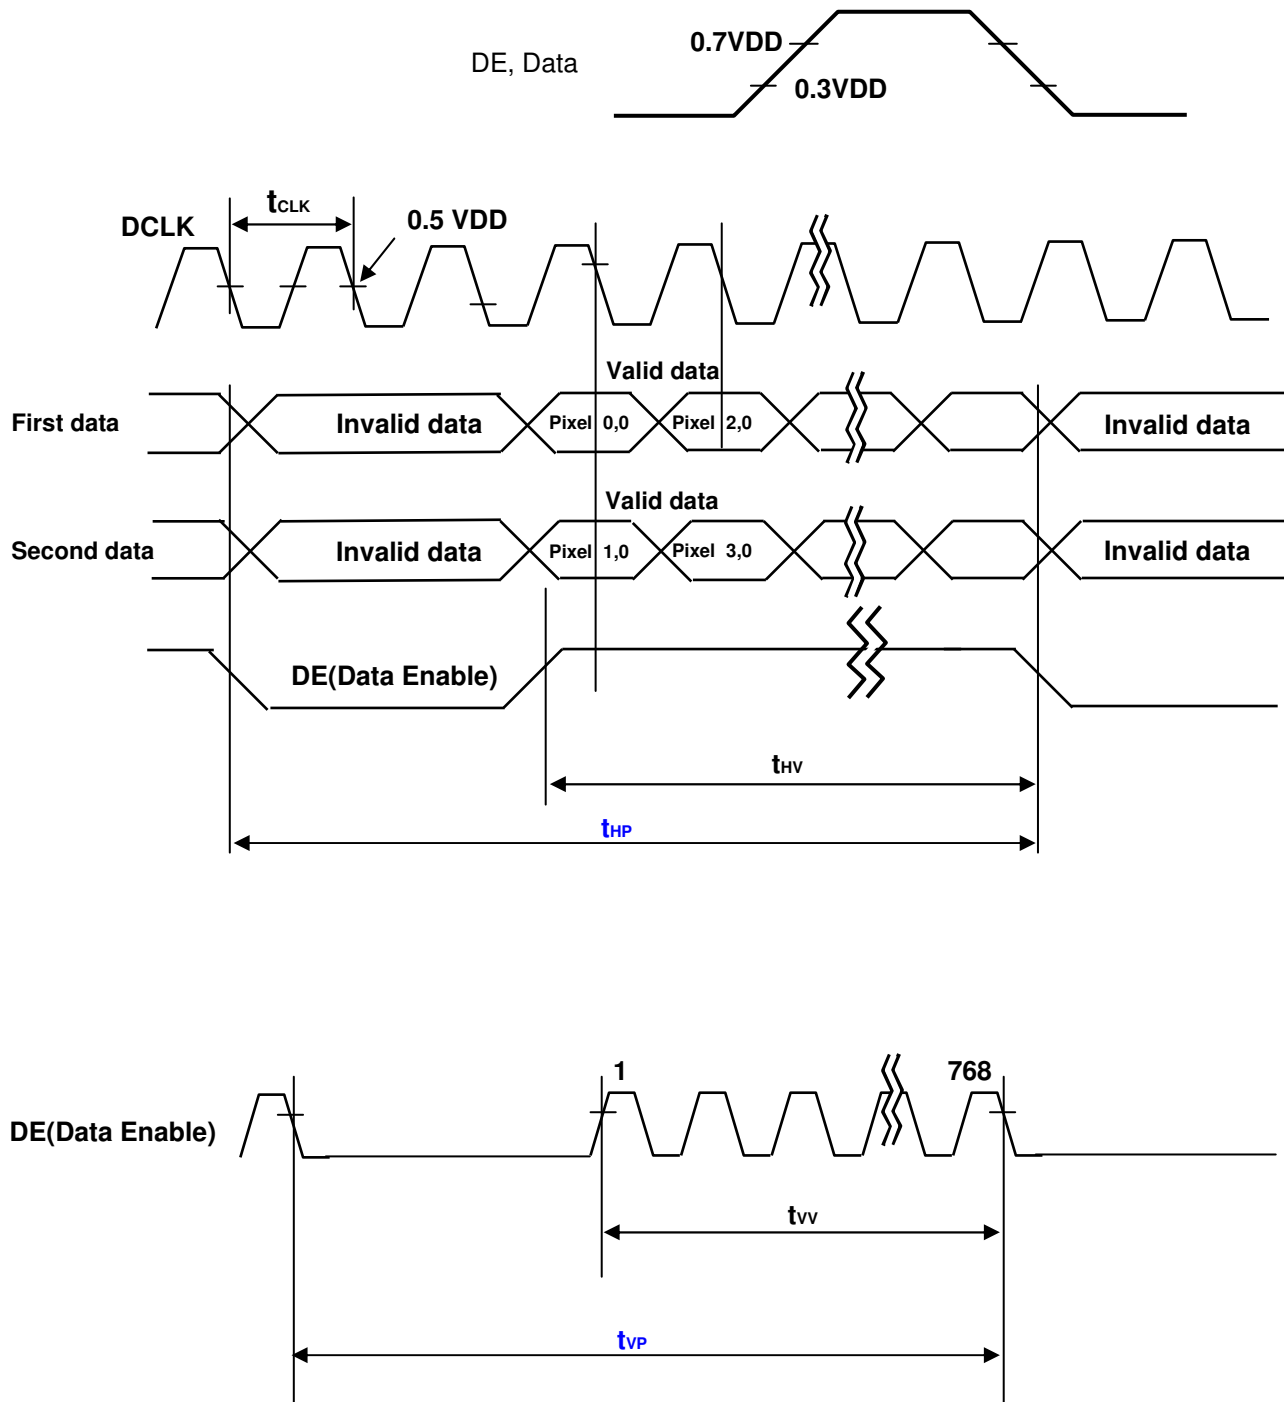 0.7VDD
DE, Data
0.3VDD
tCLK
DCLK
0.5 VDD
Valid data
First data
Invalid data
Pixel 0,0
Pixel 2,0
Invalid data
Valid data
Second data
Invalid data
Pixel 1,0
Pixel 3,0
Invalid data
DE(Data Enable)
tHV
tHP
1
768
DE(Data Enable)
tVV
tVP